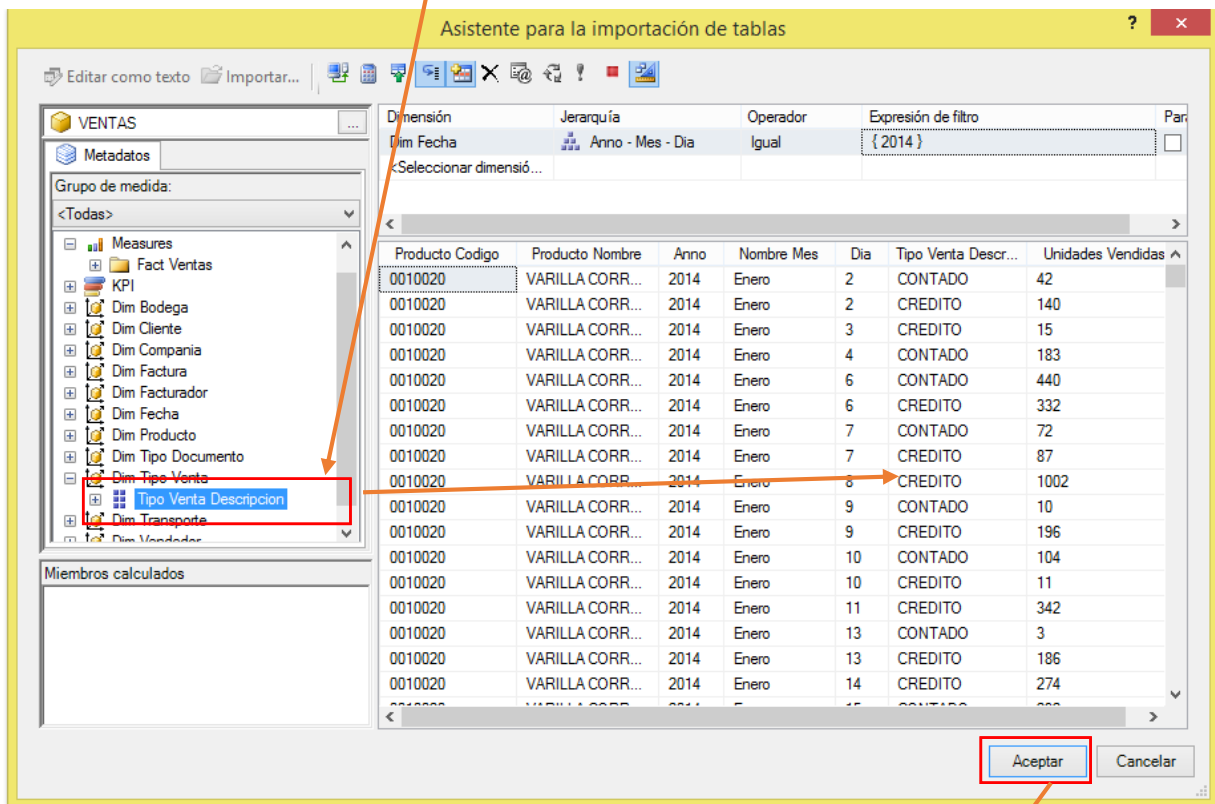 Asistente para la importación de tablas
?
Editar como texto Importar...
VENTAS ...
Metadatos
Grupo de medida:
<Todas>
Measures
Fact Ventas
KPI
Dim Bodega
Dim Cliente
Dim Compania
Dim Factura
Dim Facturador
Dim Fecha
Dim Producto
Dim Tipo Documento
Dim Tipo Venta
Tipo Venta Descripcion
Dim Transporte
Dim Vendedor
Miembros calculados
Dimensión Jerarquía Operador Expresión de filtro Pará
Dim Fecha Anno - Mes - Dia Igual { 2014 }
<Seleccionar dimensió...
Producto Codigo Producto Nombre Anno Nombre Mes Dia Tipo Venta Descr... Unidades Vendidas
0010020 VARILLA CORR... 2014 Enero 2 CONTADO 42
0010020 VARILLA CORR... 2014 Enero 2 CREDITO 140
0010020 VARILLA CORR... 2014 Enero 3 CREDITO 15
0010020 VARILLA CORR... 2014 Enero 4 CONTADO 183
0010020 VARILLA CORR... 2014 Enero 6 CONTADO 440
0010020 VARILLA CORR... 2014 Enero 6 CREDITO 332
0010020 VARILLA CORR... 2014 Enero 7 CONTADO 72
0010020 VARILLA CORR... 2014 Enero 7 CREDITO 87
0010020 VARILLA CORR... 2014 Enero 8 CREDITO 1002
0010020 VARILLA CORR... 2014 Enero 9 CONTADO 10
0010020 VARILLA CORR... 2014 Enero 9 CREDITO 196
0010020 VARILLA CORR... 2014 Enero 10 CONTADO 104
0010020 VARILLA CORR... 2014 Enero 10 CREDITO 11
0010020 VARILLA CORR... 2014 Enero 11 CREDITO 342
0010020 VARILLA CORR... 2014 Enero 13 CONTADO 3
0010020 VARILLA CORR... 2014 Enero 13 CREDITO 186
0010020 VARILLA CORR... 2014 Enero 14 CREDITO 274
Aceptar Cancelar